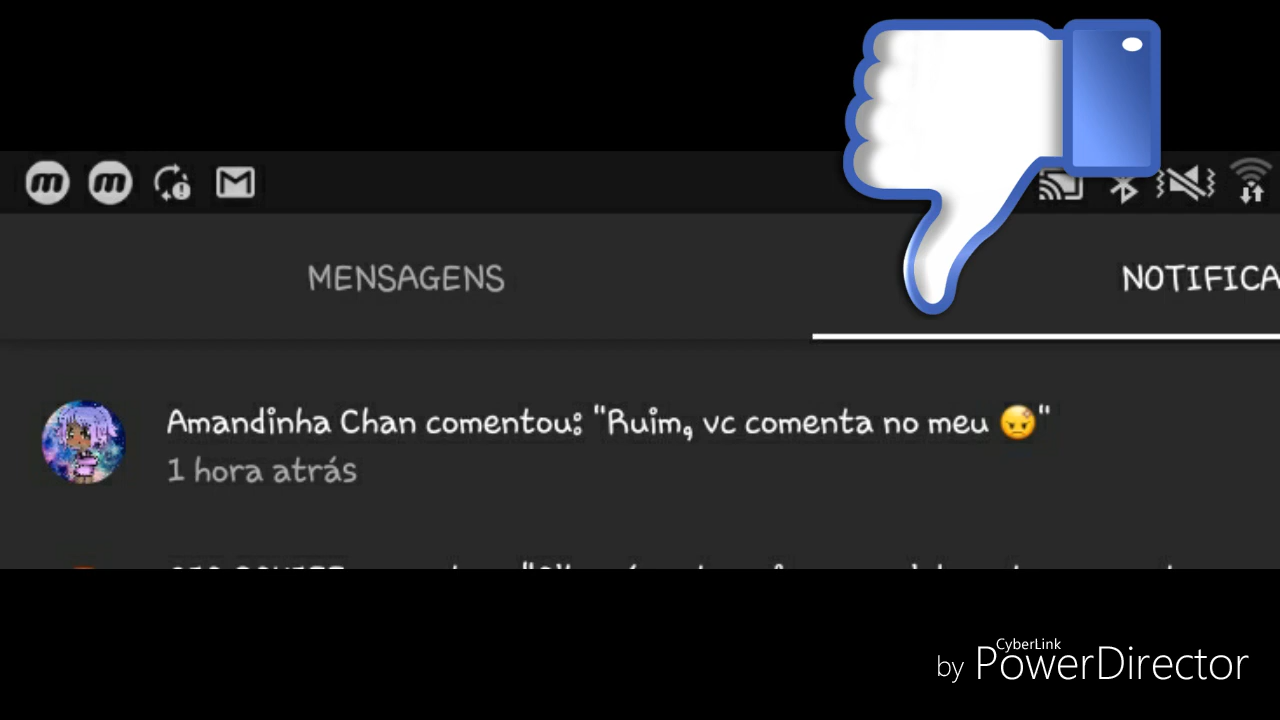 MENSAGENS
NOTIFICA
Amandinha Chan comentou: "Ruim, vc comenta no meu 😡"
1 hora atrás
CyberLink
by PowerDirector